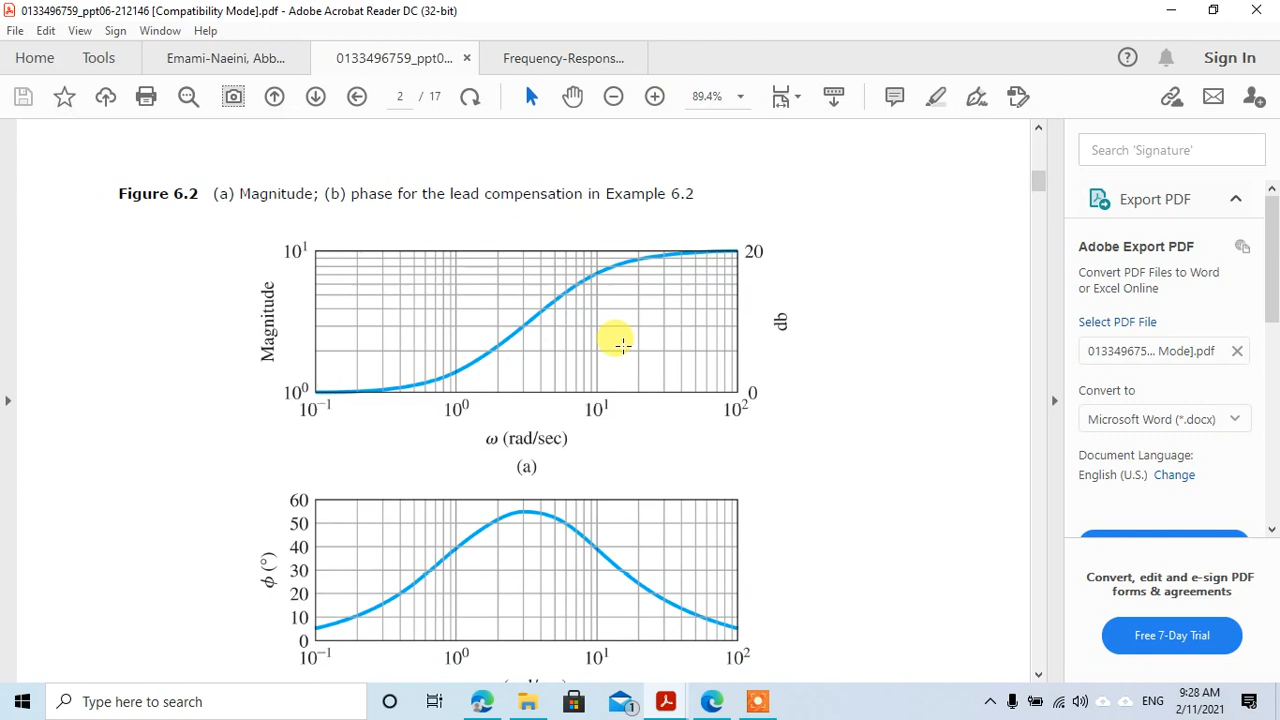 0133496759_ppt06-212146 [Compatibility Mode].pdf - Adobe Acrobat Reader DC (32-bit)
File Edit View Sign Window Help
Home Tools Emami-Naeini, Abb... 0133496759_ppt0... × Frequency-Respons... Sign In
2 / 17 89.4%
Figure 6.2 (a) Magnitude; (b) phase for the lead compensation in Example 6.2
10¹ 20
Magnitude db
10⁰ 0
10⁻¹ 10⁰ 10¹ 10²
ω (rad/sec)
(a)
60
50
40
30
20
10
0
ϕ (°)
10⁻¹ 10⁰ 10¹ 10²
Search 'Signature'
Export PDF
Adobe Export PDF
Convert PDF Files to Word
or Excel Online
Select PDF File
013349675... Mode].pdf
Convert to
Microsoft Word (*.docx)
Document Language:
English (U.S.) Change
Convert, edit and e-sign PDF
forms & agreements
Free 7-Day Trial
Type here to search
1
ENG
9:28 AM
2/11/2021